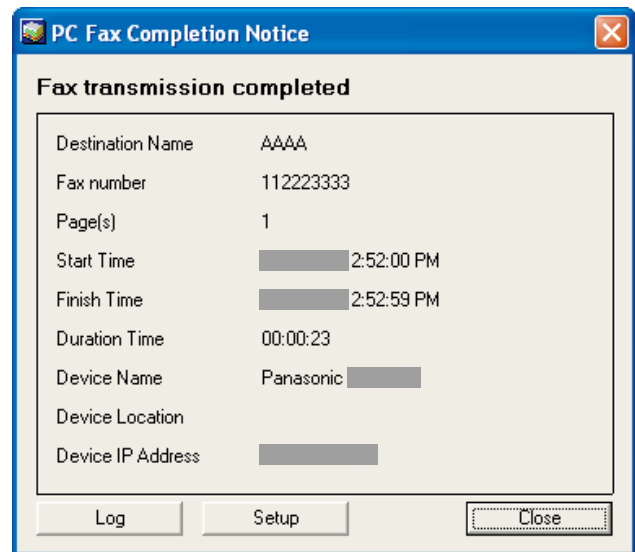 PC Fax Completion Notice
Fax transmission completed
Destination Name AAAA
Fax number 112223333
Page(s) 1
Start Time 2:52:00 PM
Finish Time 2:52:59 PM
Duration Time 00:00:23
Device Name Panasonic
Device Location
Device IP Address
Log Setup Close